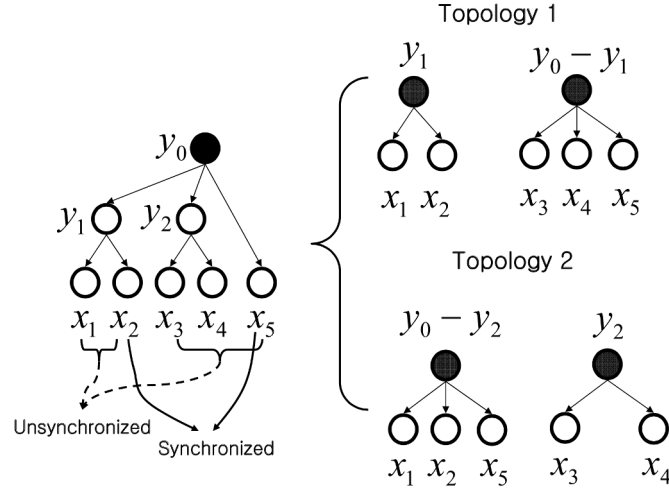 Topology 1
y₁
y₀ − y₁
x₁ x₂
x₃ x₄ x₅
y₀
y₁
y₂
x₁ x₂ x₃ x₄ x₅
Unsynchronized
Synchronized
Topology 2
y₀ − y₂
y₂
x₁ x₂ x₅
x₃ x₄